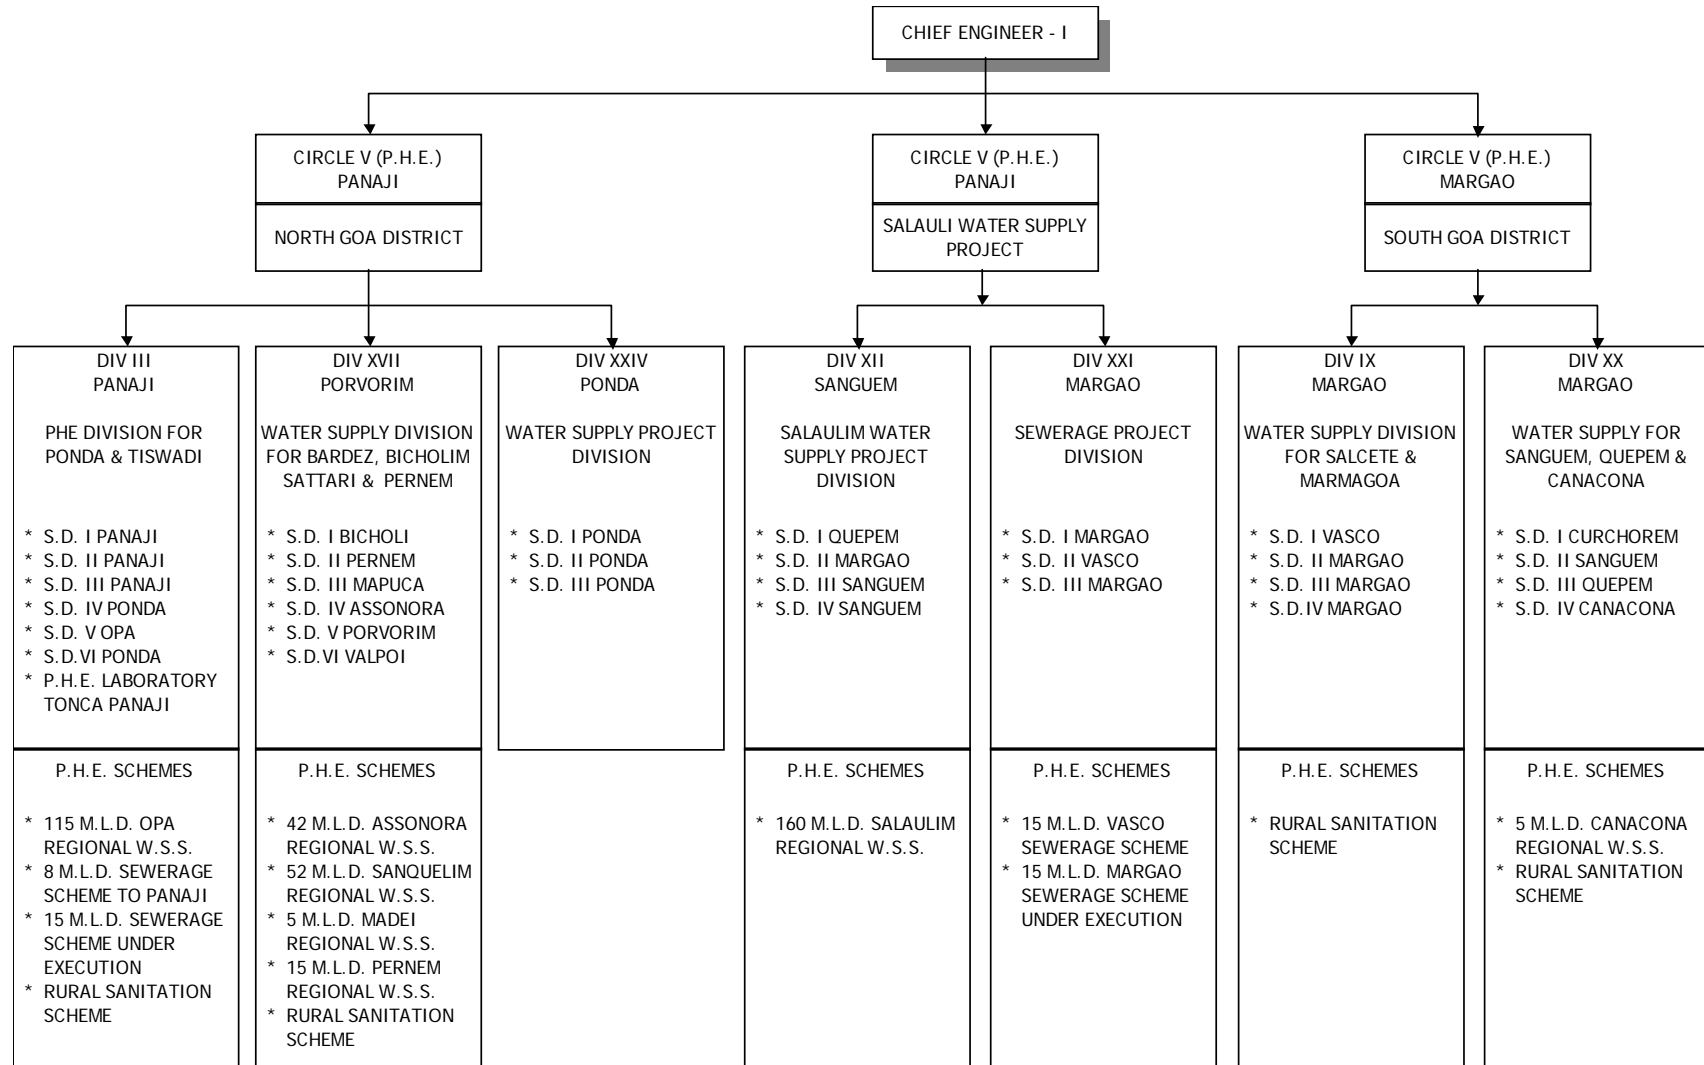 CHIEF ENGINEER - I
CIRCLE V (P.H.E.)
PANAJI
NORTH GOA DISTRICT
CIRCLE V (P.H.E.)
PANAJI
SALAULI WATER SUPPLY
PROJECT
CIRCLE V (P.H.E.)
MARGAO
SOUTH GOA DISTRICT
DIV III
PANAJI
PHE DIVISION FOR
PONDA & TISWADI
* S.D. I PANAJI
* S.D. II PANAJI
* S.D. III PANAJI
* S.D. IV PONDA
* S.D. V OPA
* S.D.VI PONDA
* P.H.E. LABORATORY
TONCA PANAJI
P.H.E. SCHEMES
* 115 M.L.D. OPA
REGIONAL W.S.S.
* 8 M.L.D. SEWERAGE
SCHEME TO PANAJI
* 15 M.L.D. SEWERAGE
SCHEME UNDER
EXECUTION
* RURAL SANITATION
SCHEME
DIV XVII
PORVORIM
WATER SUPPLY DIVISION
FOR BARDEZ, BICHOLIM
SATTARI & PERNEM
* S.D. I BICHOLI
* S.D. II PERNEM
* S.D. III MAPUCA
* S.D. IV ASSONORA
* S.D. V PORVORIM
* S.D.VI VALPOI
P.H.E. SCHEMES
* 42 M.L.D. ASSONORA
REGIONAL W.S.S.
* 52 M.L.D. SANQUELIM
REGIONAL W.S.S.
* 5 M.L.D. MADEI
REGIONAL W.S.S.
* 15 M.L.D. PERNEM
REGIONAL W.S.S.
* RURAL SANITATION
SCHEME
DIV XXIV
PONDA
WATER SUPPLY PROJECT
DIVISION
* S.D. I PONDA
* S.D. II PONDA
* S.D. III PONDA
DIV XII
SANGUEM
SALAULIM WATER
SUPPLY PROJECT
DIVISION
* S.D. I QUEPEM
* S.D. II MARGAO
* S.D. III SANGUEM
* S.D. IV SANGUEM
P.H.E. SCHEMES
* 160 M.L.D. SALAULIM
REGIONAL W.S.S.
DIV XXI
MARGAO
SEWERAGE PROJECT
DIVISION
* S.D. I MARGAO
* S.D. II VASCO
* S.D. III MARGAO
P.H.E. SCHEMES
* 15 M.L.D. VASCO
SEWERAGE SCHEME
* 15 M.L.D. MARGAO
SEWERAGE SCHEME
UNDER EXECUTION
DIV IX
MARGAO
WATER SUPPLY DIVISION
FOR SALCETE &
MARMAGOA
* S.D. I VASCO
* S.D. II MARGAO
* S.D. III MARGAO
* S.D.IV MARGAO
P.H.E. SCHEMES
* RURAL SANITATION
SCHEME
DIV XX
MARGAO
WATER SUPPLY FOR
SANGUEM, QUEPEM &
CANACONA
* S.D. I CURCHOREM
* S.D. II SANGUEM
* S.D. III QUEPEM
* S.D. IV CANACONA
P.H.E. SCHEMES
* 5 M.L.D. CANACONA
REGIONAL W.S.S.
* RURAL SANITATION
SCHEME